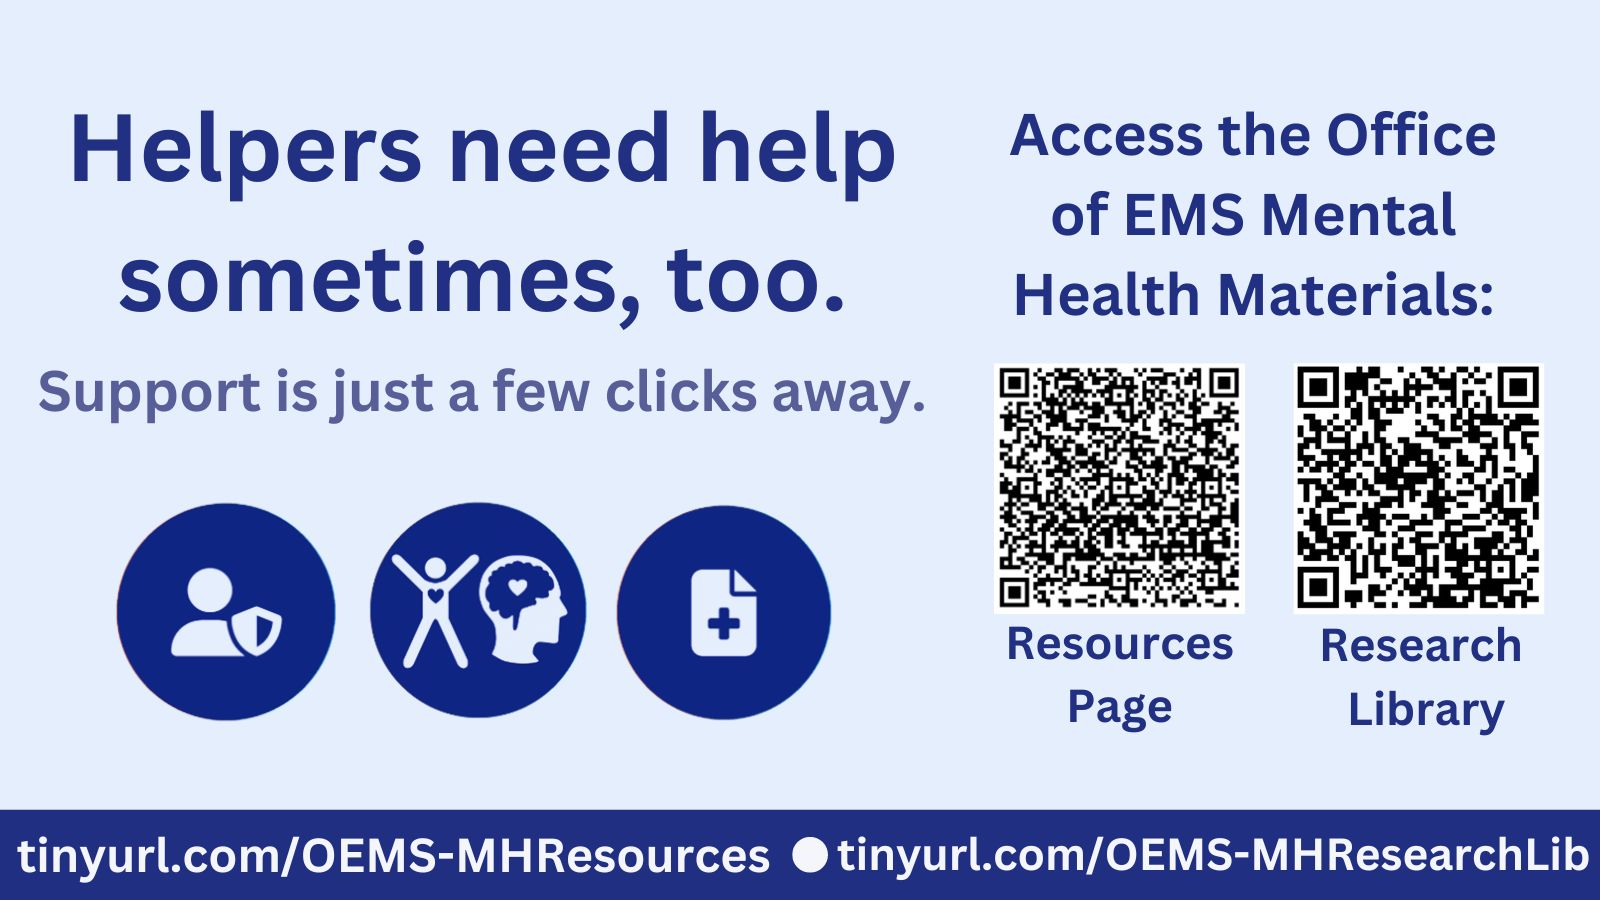 Helpers need help
sometimes, too.
Support is just a few clicks away.
Access the Office
of EMS Mental
Health Materials:
Resources
Page
Research
Library
tinyurl.com/OEMS-MHResources
tinyurl.com/OEMS-MHResearchLib